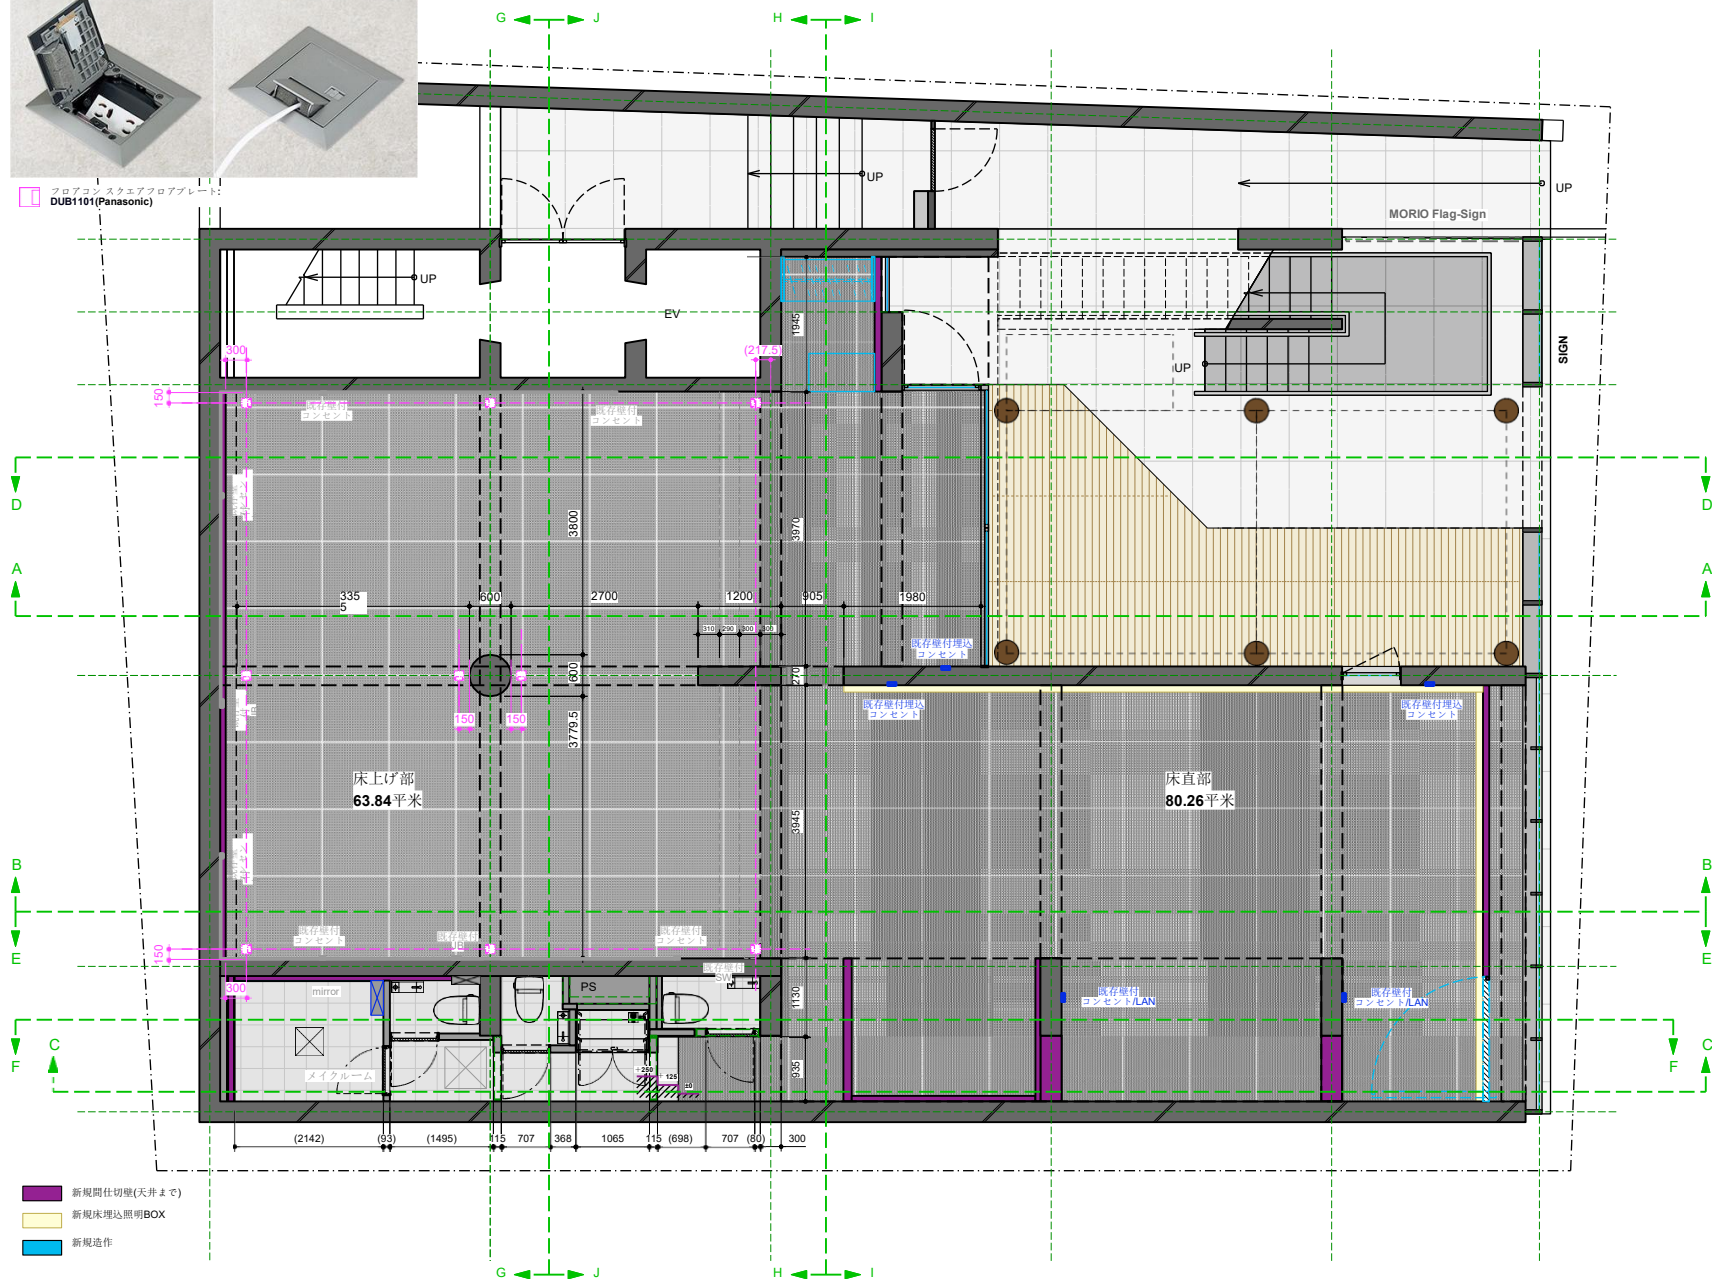 G J
H I
フロアコン スクエアフロアプレート
DUB1101(Panasonic)
UP
UP
MORIO Flag-Sign
UP
EV
1945
SIGN
300
(217.5)
UP
150
既存壁付
コンセント
既存壁付
コンセント
D
D
3800
3970
A
A
335
5
600
2700
1200
905
1980
310
290
300
300
既存壁付埋込
コンセント
600
270
150
150
3779.5
既存壁付埋込
コンセント
既存壁付埋込
コンセント
床上げ部
63.84平米
床直部
80.26平米
3945
B
B
既存壁付
コンセント
既存壁付
JB
既存壁付
コンセント
150
E
E
既存壁付
SW
300
mirror
PS
1130
既存壁付
コンセント/LAN
既存壁付
コンセント/LAN
F
C
C
F
メイクルーム
+250
+125
±0
935
(2142)
(93)
(1495)
115
707
368
1065
115
(698)
707
(80)
300
新規間仕切壁(天井まで)
新規床埋込照明BOX
新規造作
G J
H I